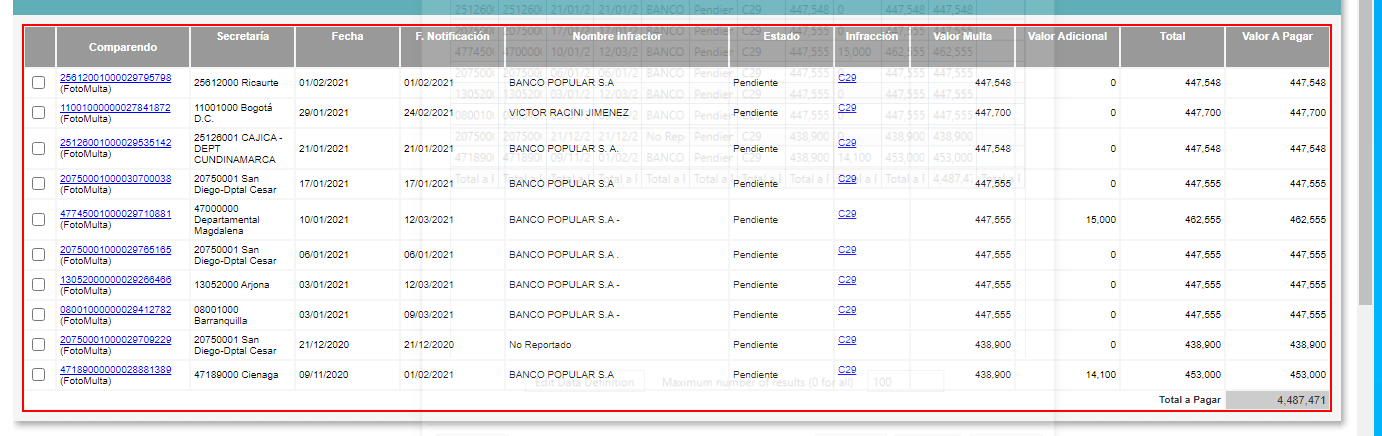 Comparendo Secretaría Fecha F. Notificación Nombre Infractor Estado Infracción Valor Multa Valor Adicional Total Valor A Pagar
25612001000029795798 (FotoMulta) 25612000 Ricaurte 01/02/2021 01/02/2021 BANCO POPULAR S.A Pendiente C29 447,548 0 447,548 447,548
11001000000027841872 (FotoMulta) 11001000 Bogotá D.C. 29/01/2021 24/02/2021 VICTOR RACINI JIMENEZ Pendiente C29 447,700 0 447,700 447,700
25126001000029535142 (FotoMulta) 25126001 CAJICA - DEPT CUNDINAMARCA 21/01/2021 21/01/2021 BANCO POPULAR S. A. Pendiente C29 447,548 0 447,548 447,548
20750001000030700038 (FotoMulta) 20750001 San Diego-Dptal Cesar 17/01/2021 17/01/2021 BANCO POPULAR S.A Pendiente C29 447,555 0 447,555 447,555
47745001000029710881 (FotoMulta) 47000000 Departamental Magdalena 10/01/2021 12/03/2021 BANCO POPULAR S.A - Pendiente C29 447,555 15,000 462,555 462,555
20750001000029765165 (FotoMulta) 20750001 San Diego-Dptal Cesar 06/01/2021 06/01/2021 BANCO POPULAR S.A . Pendiente C29 447,555 0 447,555 447,555
13052000000029266466 (FotoMulta) 13052000 Arjona 03/01/2021 12/03/2021 BANCO POPULAR S.A - Pendiente C29 447,555 0 447,555 447,555
08001000000029412782 (FotoMulta) 08001000 Barranquilla 03/01/2021 09/03/2021 BANCO POPULAR S.A - Pendiente C29 447,555 0 447,555 447,555
20750001000029709229 (FotoMulta) 20750001 San Diego-Dptal Cesar 21/12/2020 21/12/2020 No Reportado Pendiente C29 438,900 0 438,900 438,900
47189000000028881389 (FotoMulta) 47189000 Cienaga 09/11/2020 01/02/2021 BANCO POPULAR S.A Pendiente C29 438,900 14,100 453,000 453,000
Edit Data Definition Maximum number of results (0 for all) 100
Total a Pagar 4,487,471